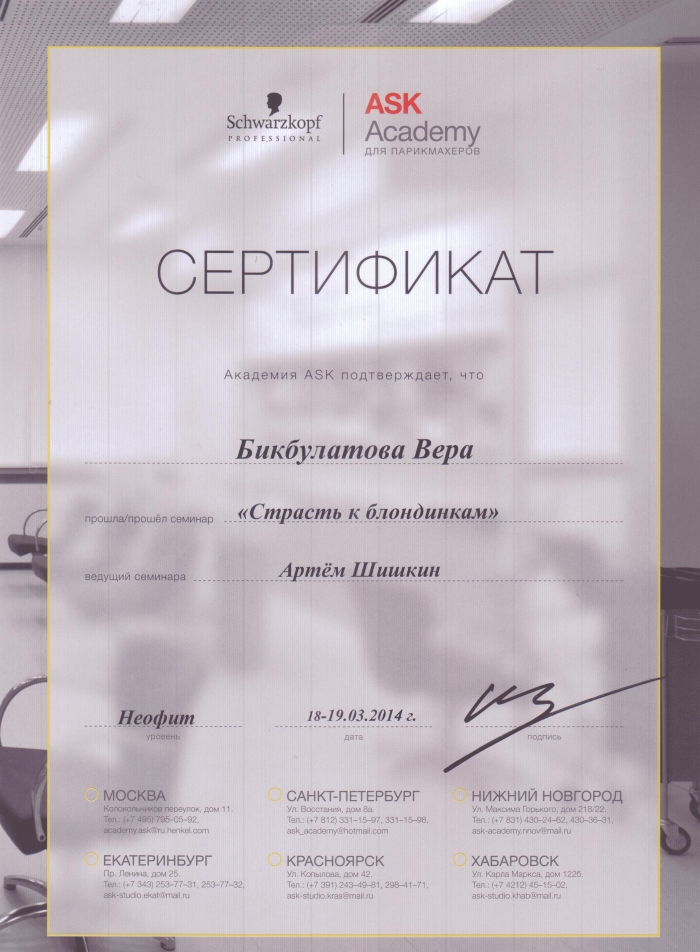 Schwarzkopf
PROFESSIONAL
ASK
Academy
ДЛЯ ПАРИКМАХЕРОВ
СЕРТИФИКАТ
Академия ASK подтверждает, что
Бикбулатова Вера
прошла/прошёл семинар «Страсть к блондинкам»
ведущий семинара Артём Шишкин
Неофит
уровень
18-19.03.2014 г.
дата
подпись
МОСКВА
Колокольников переулок, дом 11.
Тел.: (+7 495) 795–05–92,
academy.ask@ru.henkel.com
САНКТ-ПЕТЕРБУРГ
Ул. Восстания, дом 8а.
Тел.: (+7 812) 331–15–97, 331–15–98,
ask_academy@hotmail.com
НИЖНИЙ НОВГОРОД
Ул. Максима Горького, дом 218/22.
Тел.: (+7 831) 430–24–62, 430–36–31,
ask-academy.nnov@mail.ru
ЕКАТЕРИНБУРГ
Пр. Ленина, дом 25.
Тел.: (+7 343) 253–77–31, 253–77–32,
ask-studio.ekat@mail.ru
КРАСНОЯРСК
Ул. Копылова, дом 42.
Тел.: (+7 391) 243–49–81, 298–41–71,
ask-studio.kras@mail.ru
ХАБАРОВСК
Ул. Карла Маркса, дом 122б.
Тел.: (+7 4212) 45–15–02,
ask-studio.khab@mail.ru